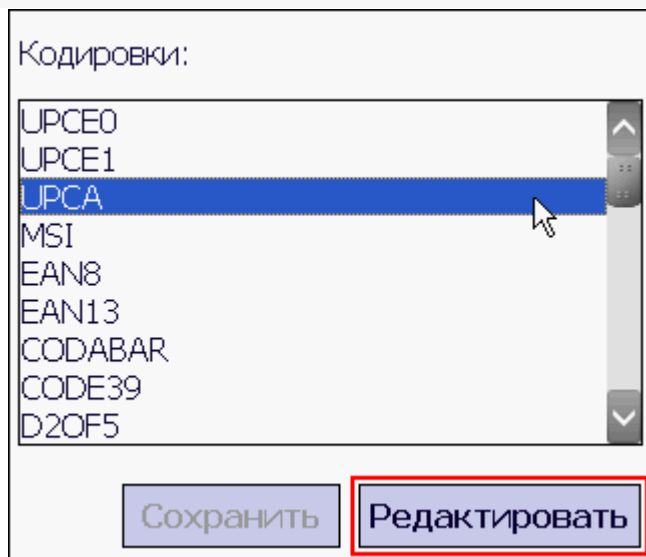 Кодировки:
UPCE0
UPCE1
UPCA
MSI
EAN8
EAN13
CODABAR
CODE39
D2OF5
Сохранить Редактировать